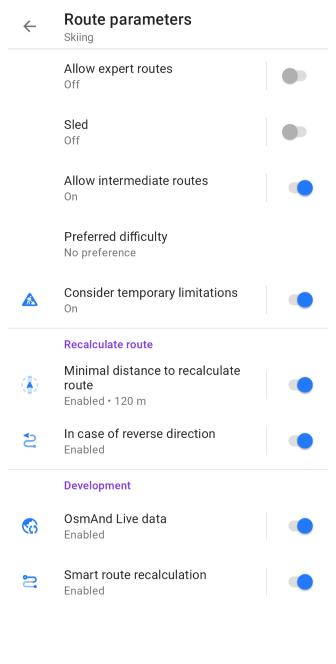 Route parameters
Skiing
Allow expert routes
Off
Sled
Off
Allow intermediate routes
On
Preferred difficulty
No preference
Consider temporary limitations
On
Recalculate route
Minimal distance to recalculate
route
Enabled • 120 m
In case of reverse direction
Enabled
Development
OsmAnd Live data
Enabled
Smart route recalculation
Enabled